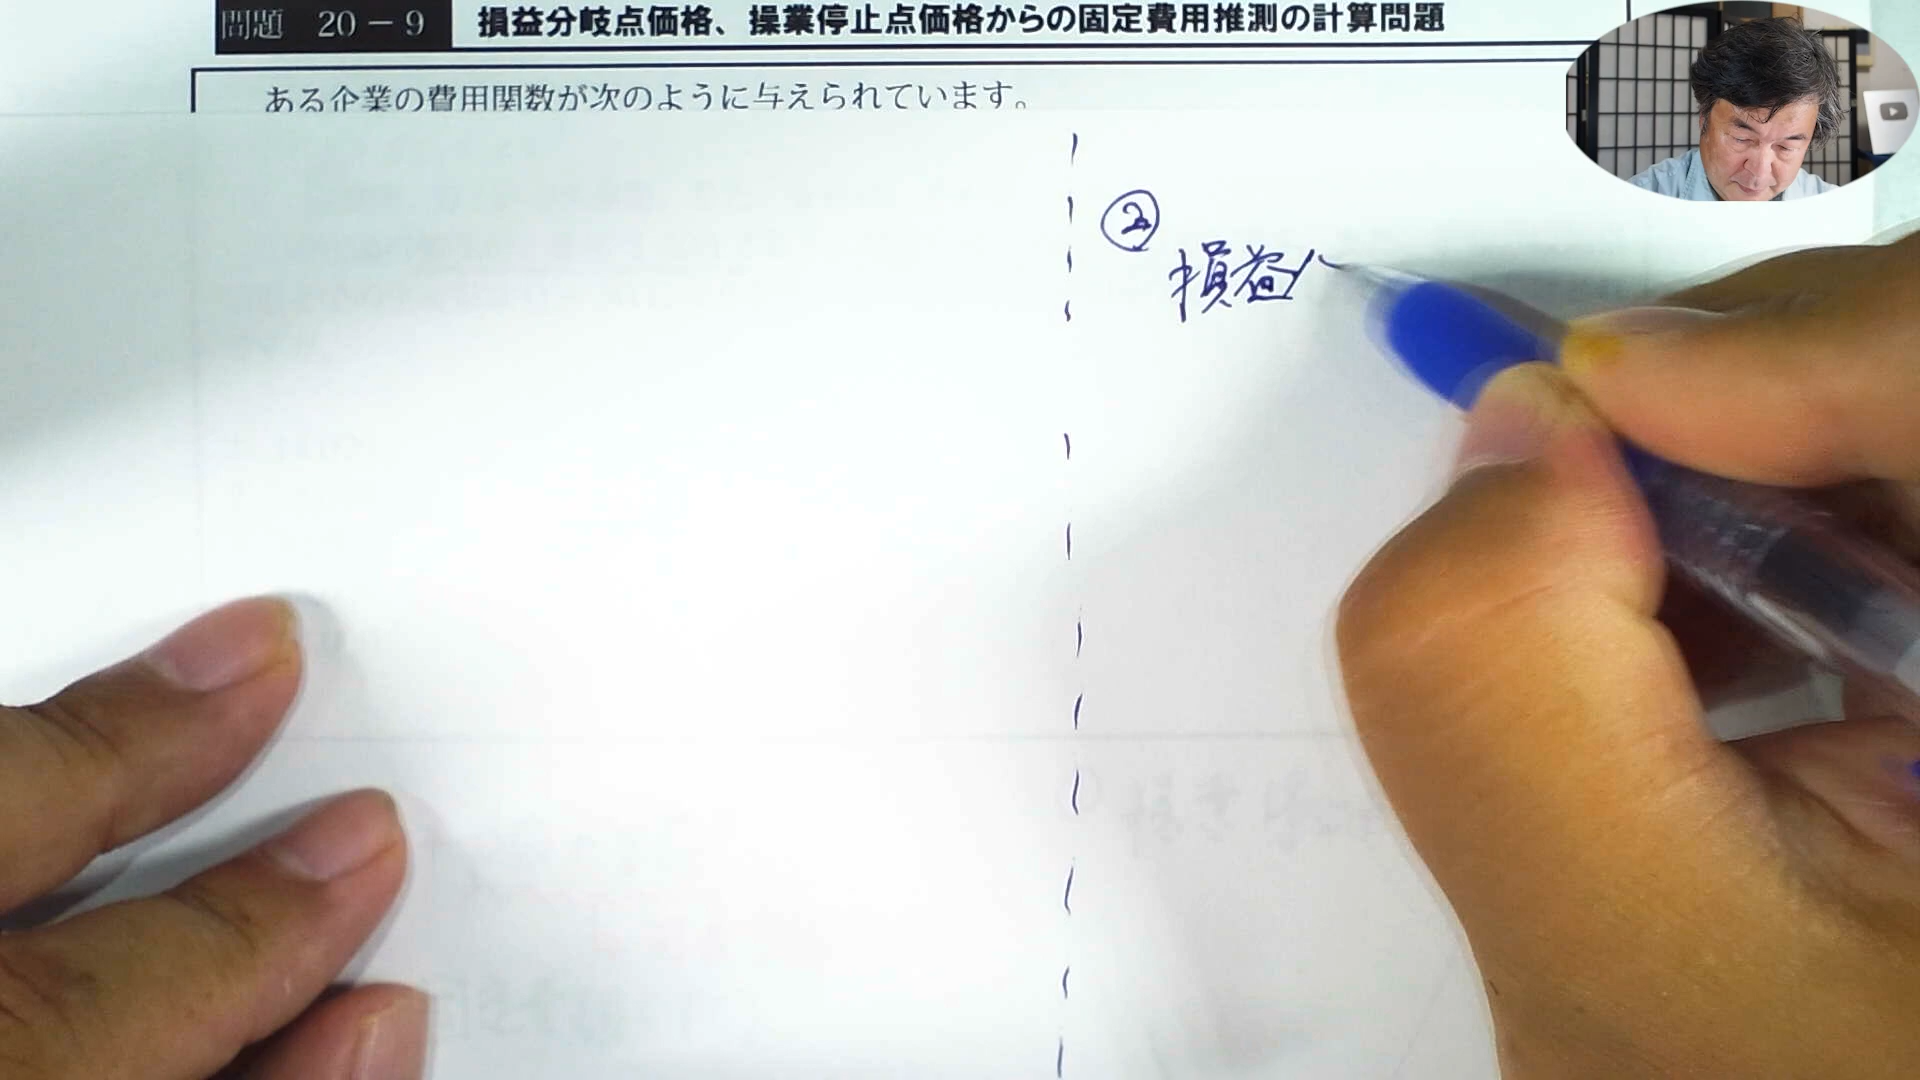 問題 20－9 損益分岐点価格、操業停止点価格からの固定費用推測の計算問題
ある企業の費用関数が次のように与えられています。
②
損益